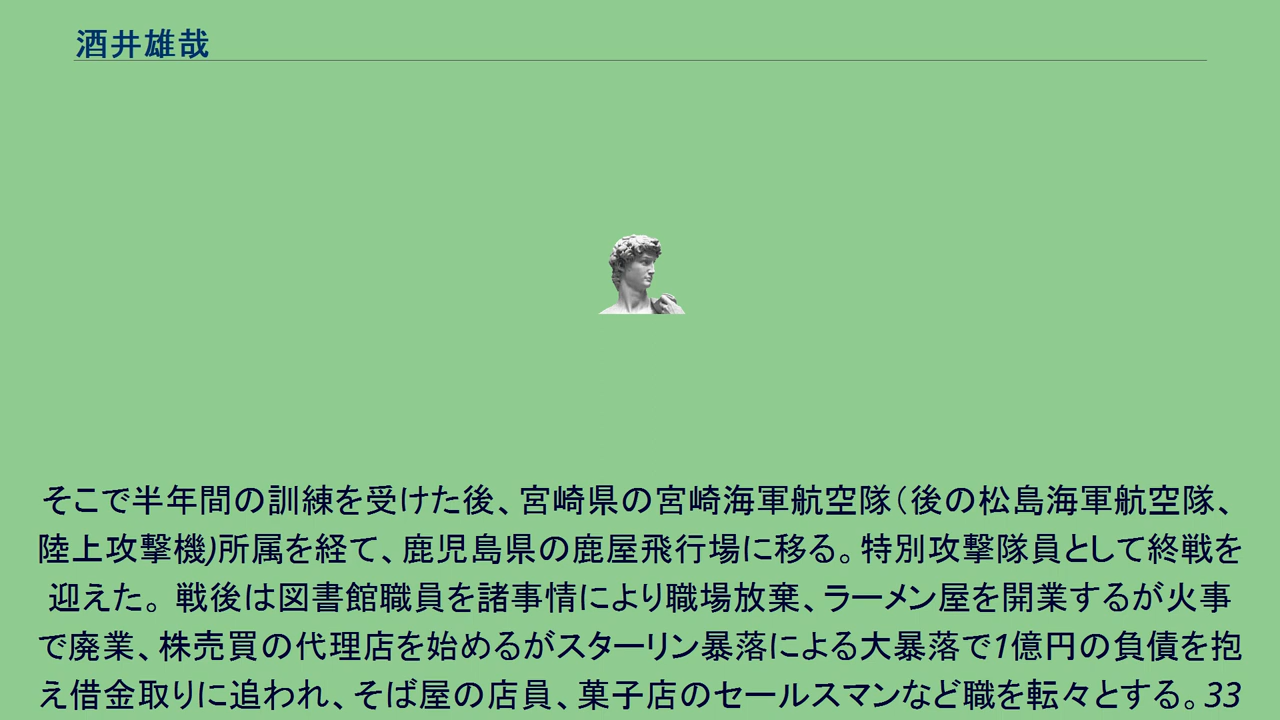 酒井雄哉
そこで半年間の訓練を受けた後、宮崎県の宮崎海軍航空隊（後の松島海軍航空隊、
陸上攻撃機)所属を経て、鹿児島県の鹿屋飛行場に移る。特別攻撃隊員として終戦を
迎えた。 戦後は図書館職員を諸事情により職場放棄、ラーメン屋を開業するが火事
で廃業、株売買の代理店を始めるがスターリン暴落による大暴落で1億円の負債を抱
え借金取りに追われ、そば屋の店員、菓子店のセールスマンなど職を転々とする。33